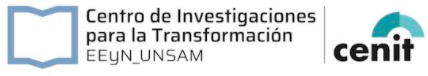 Centro de Investigaciones
para la Transformación
EEyN_UNSAM
cenit